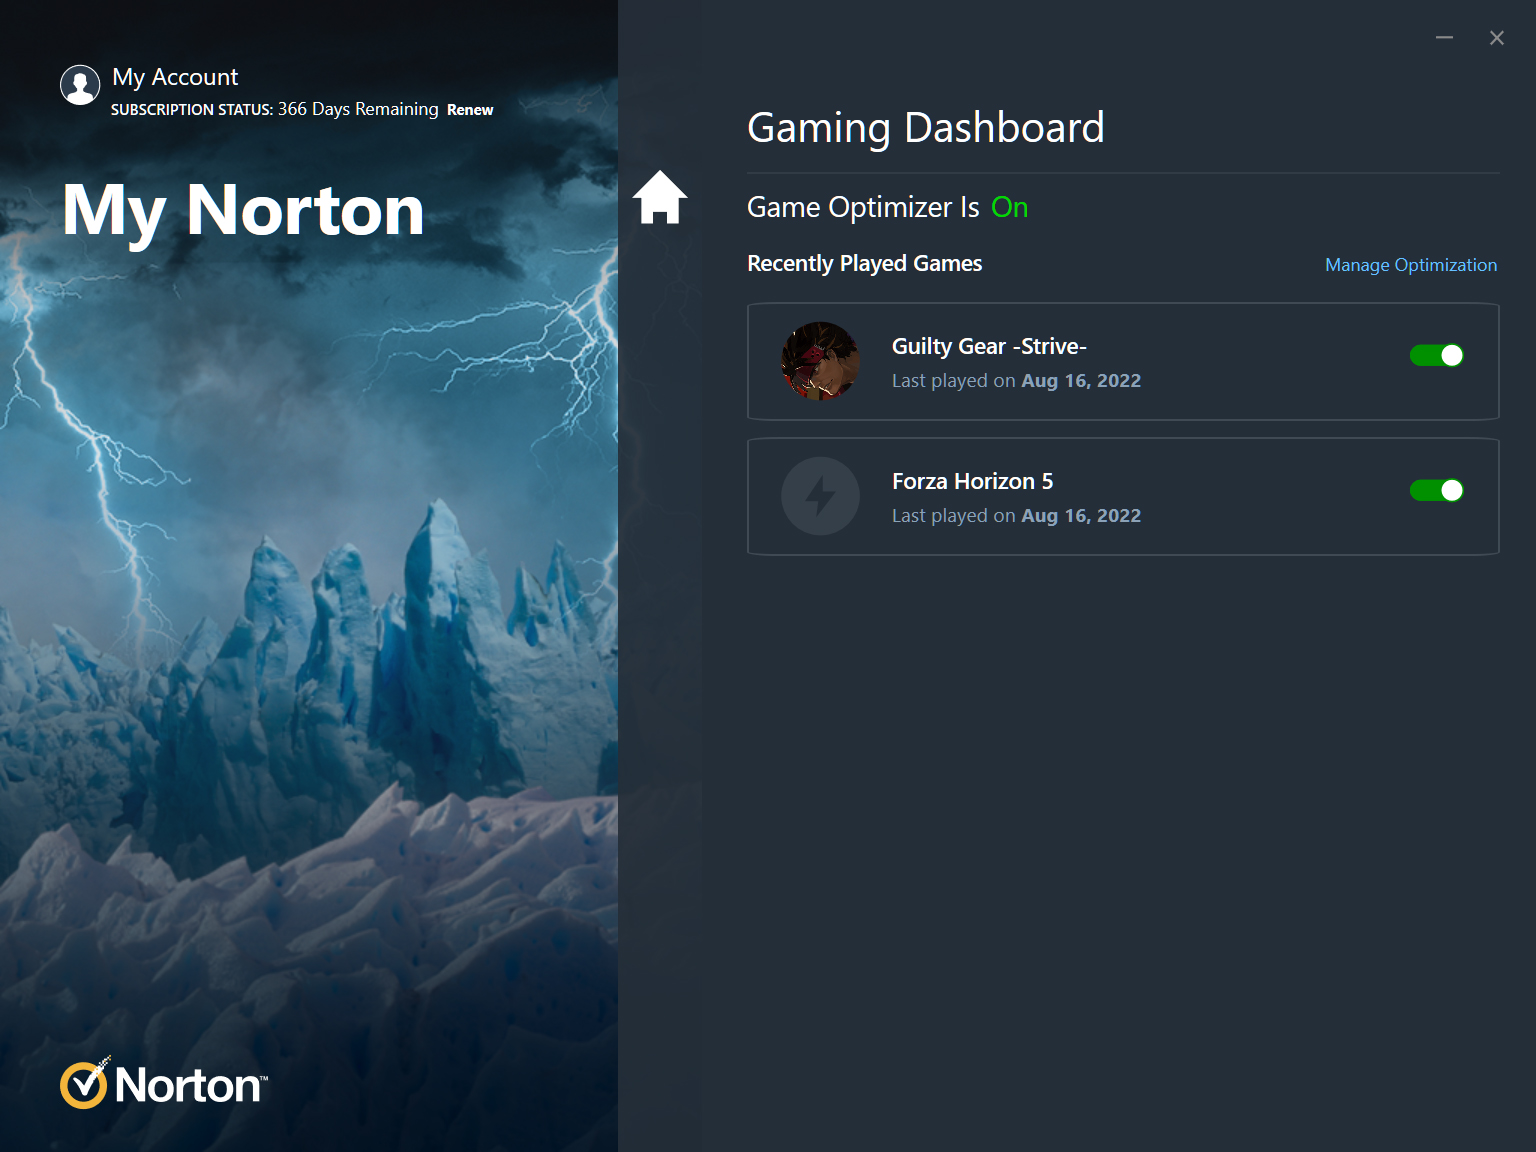 My Account
SUBSCRIPTION STATUS: 366 Days Remaining Renew
My Norton
Norton™
Gaming Dashboard
Game Optimizer Is On
Recently Played Games
Manage Optimization
Guilty Gear -Strive-
Last played on Aug 16, 2022
Forza Horizon 5
Last played on Aug 16, 2022